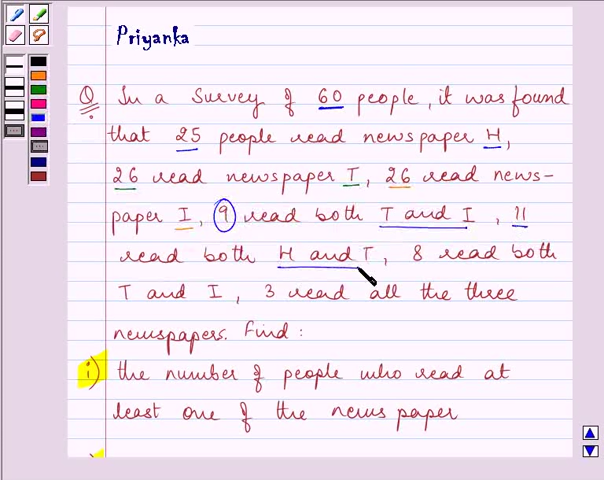 Priyanka
Q In a Survey of 60 people, it was found
that 25 people read newspaper H,
26 read newspaper T, 26 read news-
paper I, 9 read both T and I, 11
read both H and T, 8 read both
T and I, 3 read all the three
newspapers. Find :
i) the number of people who read at
least one of the news paper